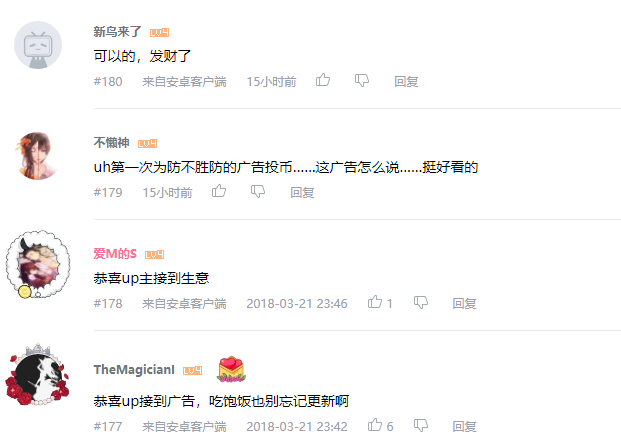 新鸟来了 LV4
可以的，发财了
#180 来自安卓客户端 15小时前 回复
不懒神 LV4
uh第一次为防不胜防的广告投币……这广告怎么说……挺好看的
#179 15小时前 回复
爱M的S LV4
恭喜up主接到生意
#178 来自安卓客户端 2018-03-21 23:46 1 回复
TheMagicianI LV4
恭喜up接到广告，吃饱饭也别忘记更新啊
#177 来自安卓客户端 2018-03-21 23:42 6 回复